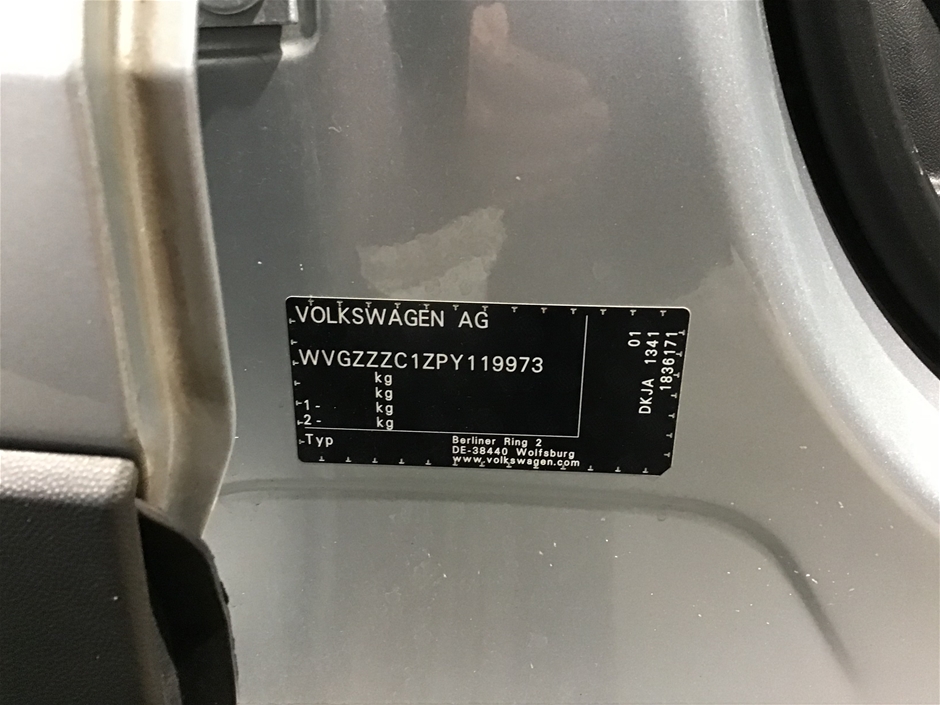 VOLKSWAGEN AG
WVGZZZC1ZPY119973
kg
kg
1- kg
2- kg
Typ
Berliner Ring 2
DE-38440 Wolfsburg
www.volkswagen.com
01
DKJA 1341
1836171